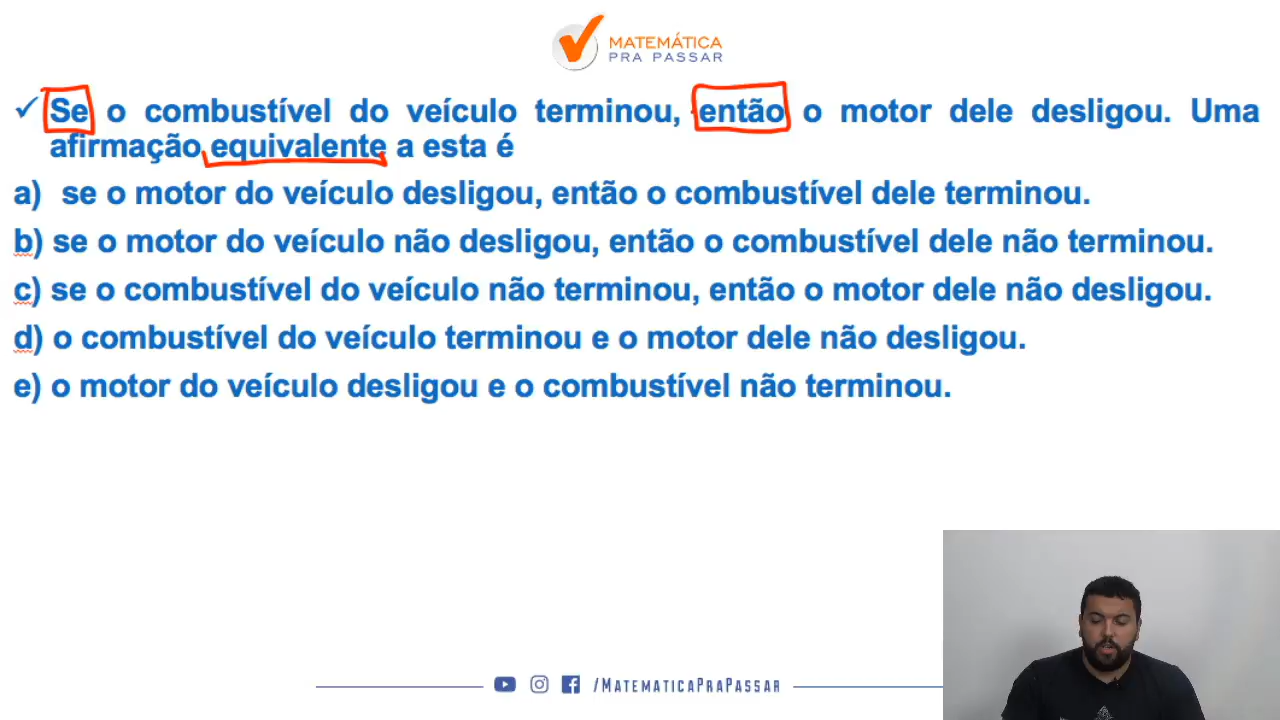 MATEMÁTICA
PRA PASSAR
✓ Se o combustível do veículo terminou, então o motor dele desligou. Uma
afirmação equivalente a esta é
a) se o motor do veículo desligou, então o combustível dele terminou.
b) se o motor do veículo não desligou, então o combustível dele não terminou.
c) se o combustível do veículo não terminou, então o motor dele não desligou.
d) o combustível do veículo terminou e o motor dele não desligou.
e) o motor do veículo desligou e o combustível não terminou.
/MATEMATICAPRAPASSAR